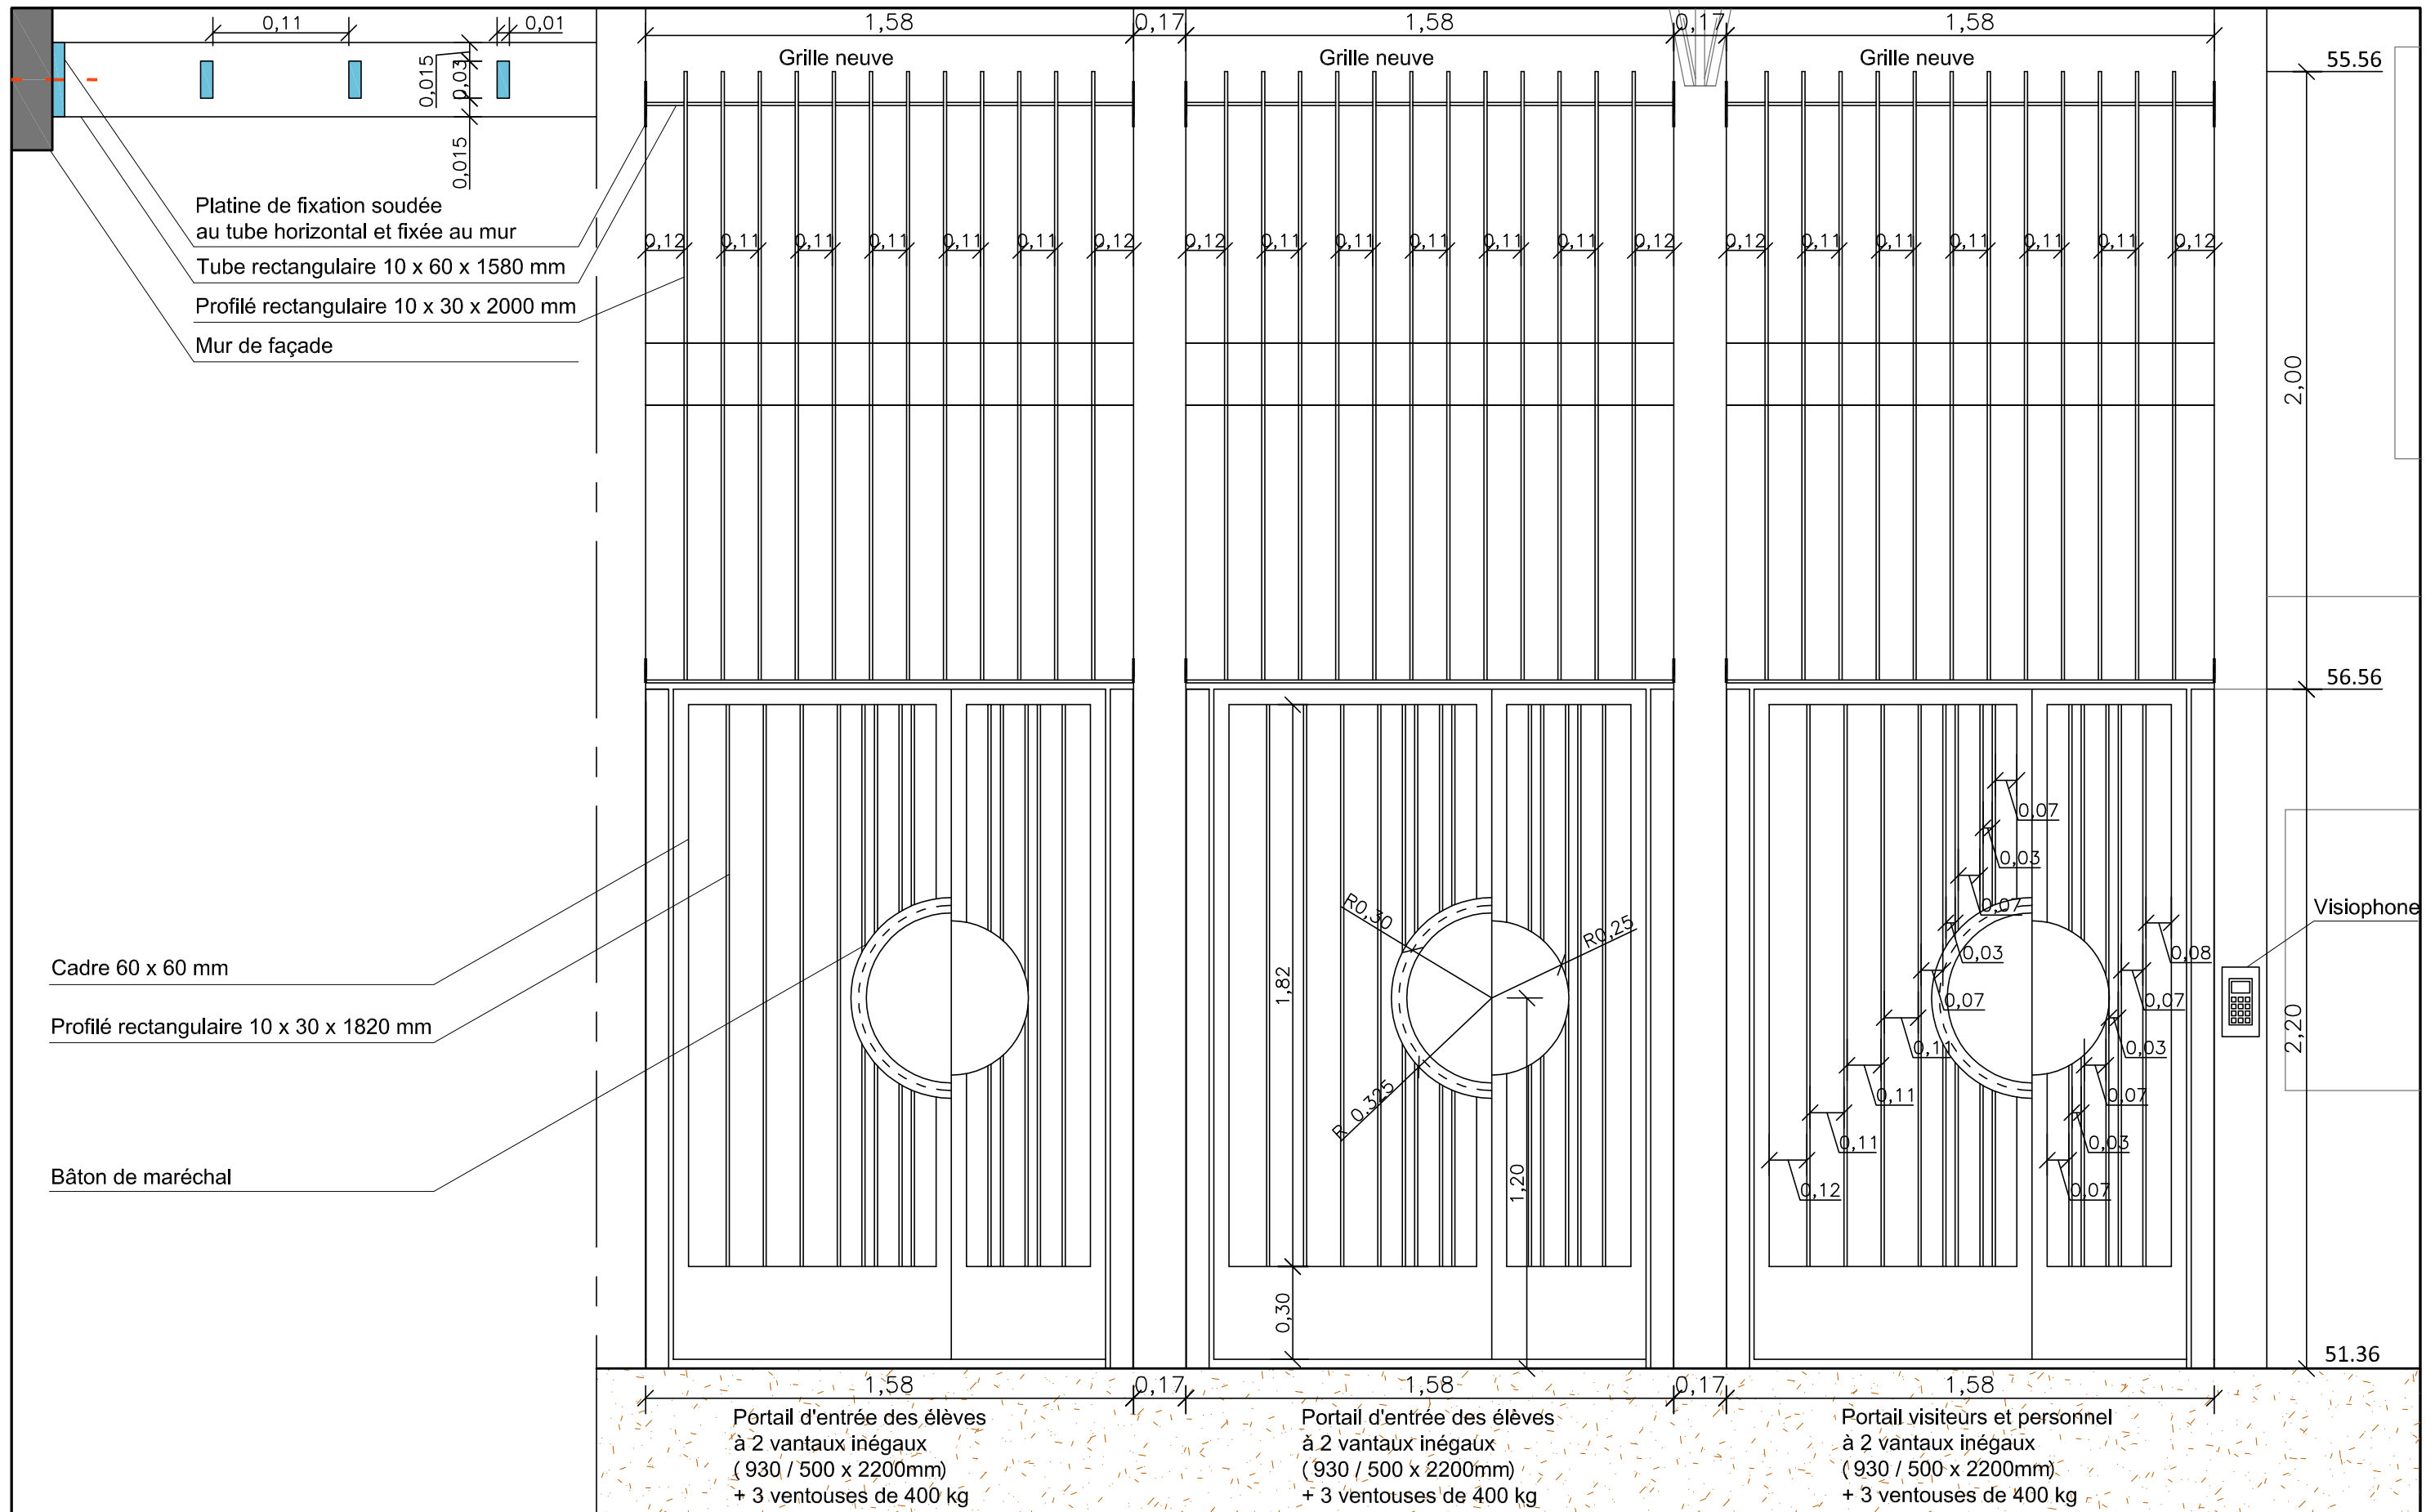 0,11
0,01
1,58
0,17
1,58
0,17
1,58
Grille neuve
Grille neuve
Grille neuve
55.56
0,015
0,03
0,015
Platine de fixation soudée
au tube horizontal et fixée au mur
Tube rectangulaire 10 x 60 x 1580 mm
Profilé rectangulaire 10 x 30 x 2000 mm
Mur de façade
0,12 0,11 0,11 0,11 0,11 0,11 0,12
0,12 0,11 0,11 0,11 0,11 0,11 0,12
0,12 0,11 0,11 0,11 0,11 0,11 0,12
2,00
56.56
0,07
0,03
0,07
0,03
0,07
0,11
0,11
0,11
0,12
0,08
0,07
0,03
0,07
0,03
0,07
R0,30
R0,25
R 0,325
1,82
1,20
0,30
Visiophone
2,20
Cadre 60 x 60 mm
Profilé rectangulaire 10 x 30 x 1820 mm
Bâton de maréchal
51.36
1,58
0,17
1,58
0,17
1,58
Portail d'entrée des élèves
à 2 vantaux inégaux
( 930 / 500 x 2200mm)
+ 3 ventouses de 400 kg
Portail d'entrée des élèves
à 2 vantaux inégaux
( 930 / 500 x 2200mm)
+ 3 ventouses de 400 kg
Portail visiteurs et personnel
à 2 vantaux inégaux
( 930 / 500 x 2200mm)
+ 3 ventouses de 400 kg